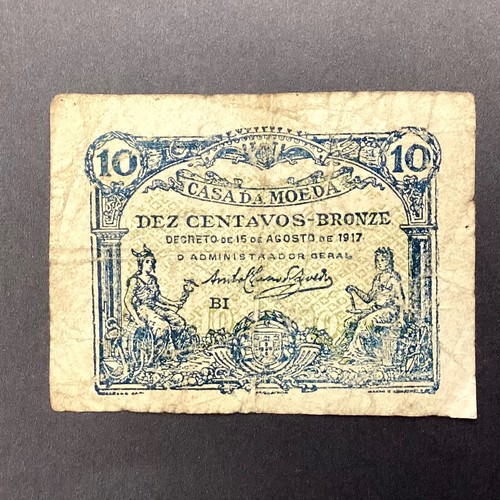 10 10
CASA DA MOEDA
DEZ CENTAVOS-BRONZE
DECRETO DE 15 DE AGOSTO DE 1917
O ADMINISTRADOR GERAL
BI